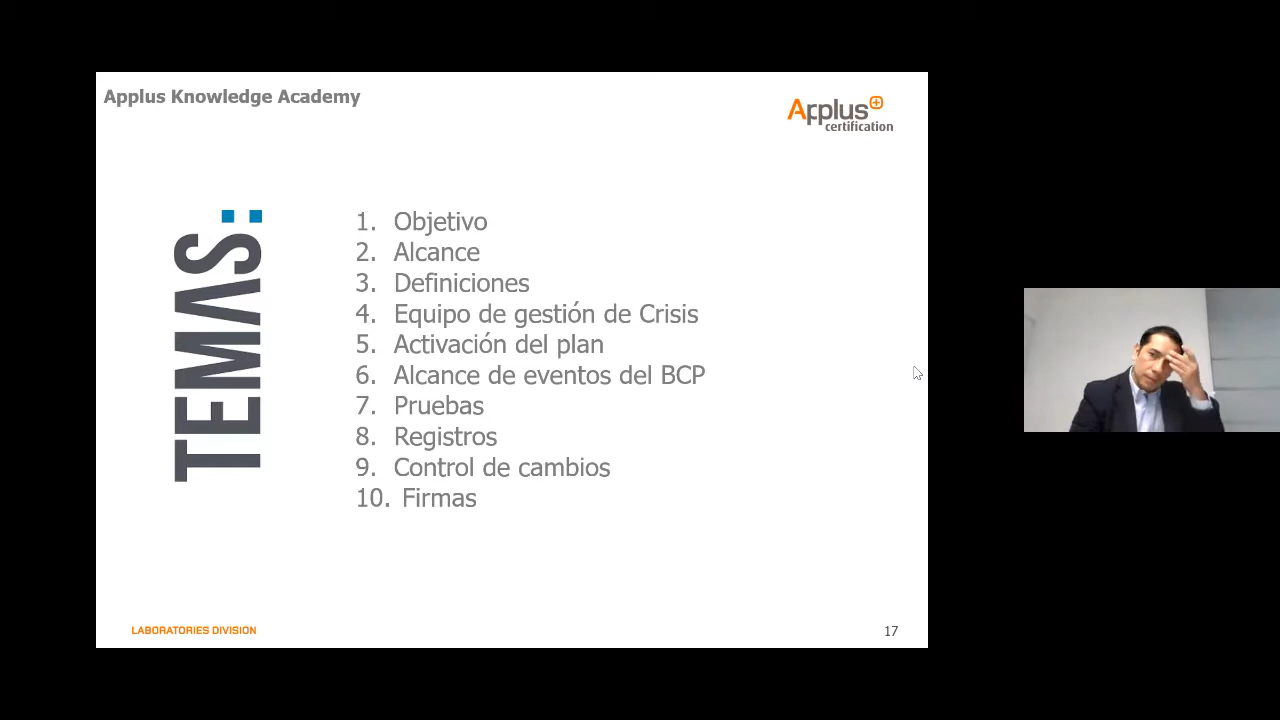 Applus Knowledge Academy
Applus+
certification
TEMAS:
1. Objetivo
2. Alcance
3. Definiciones
4. Equipo de gestión de Crisis
5. Activación del plan
6. Alcance de eventos del BCP
7. Pruebas
8. Registros
9. Control de cambios
10. Firmas
LABORATORIES DIVISION
17